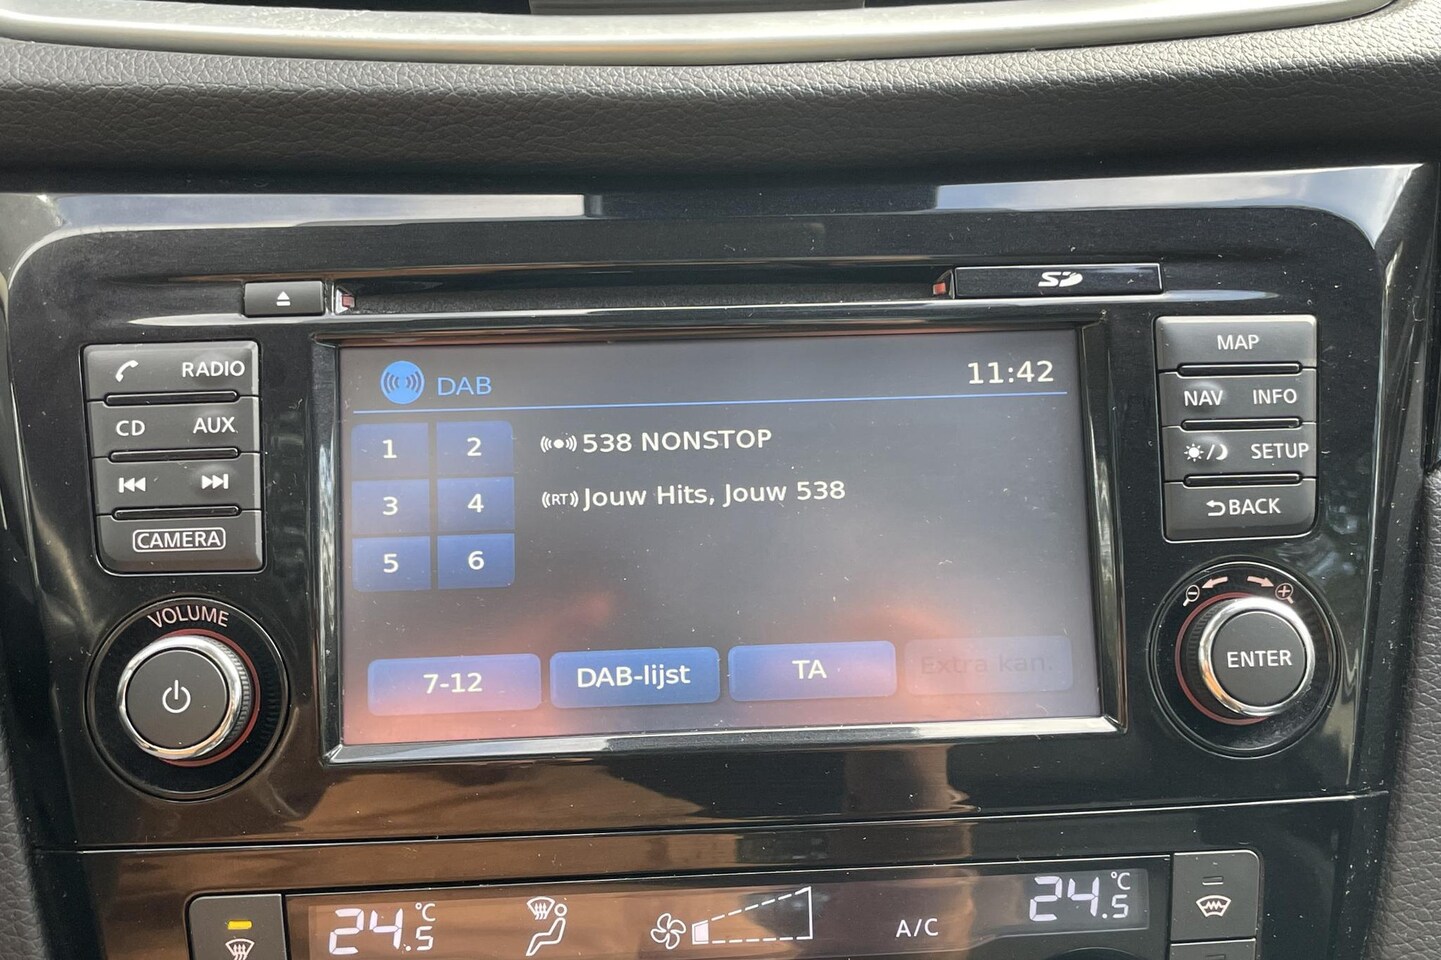 SD
RADIO
CD AUX
CAMERA
VOLUME
DAB 11:42
1 2
3 4
5 6
538 NONSTOP
(RT) Jouw Hits, Jouw 538
7-12 DAB-lijst TA Extra kan.
MAP
NAV INFO
SETUP
BACK
ENTER
24.5 °C A/C 24.5 °C